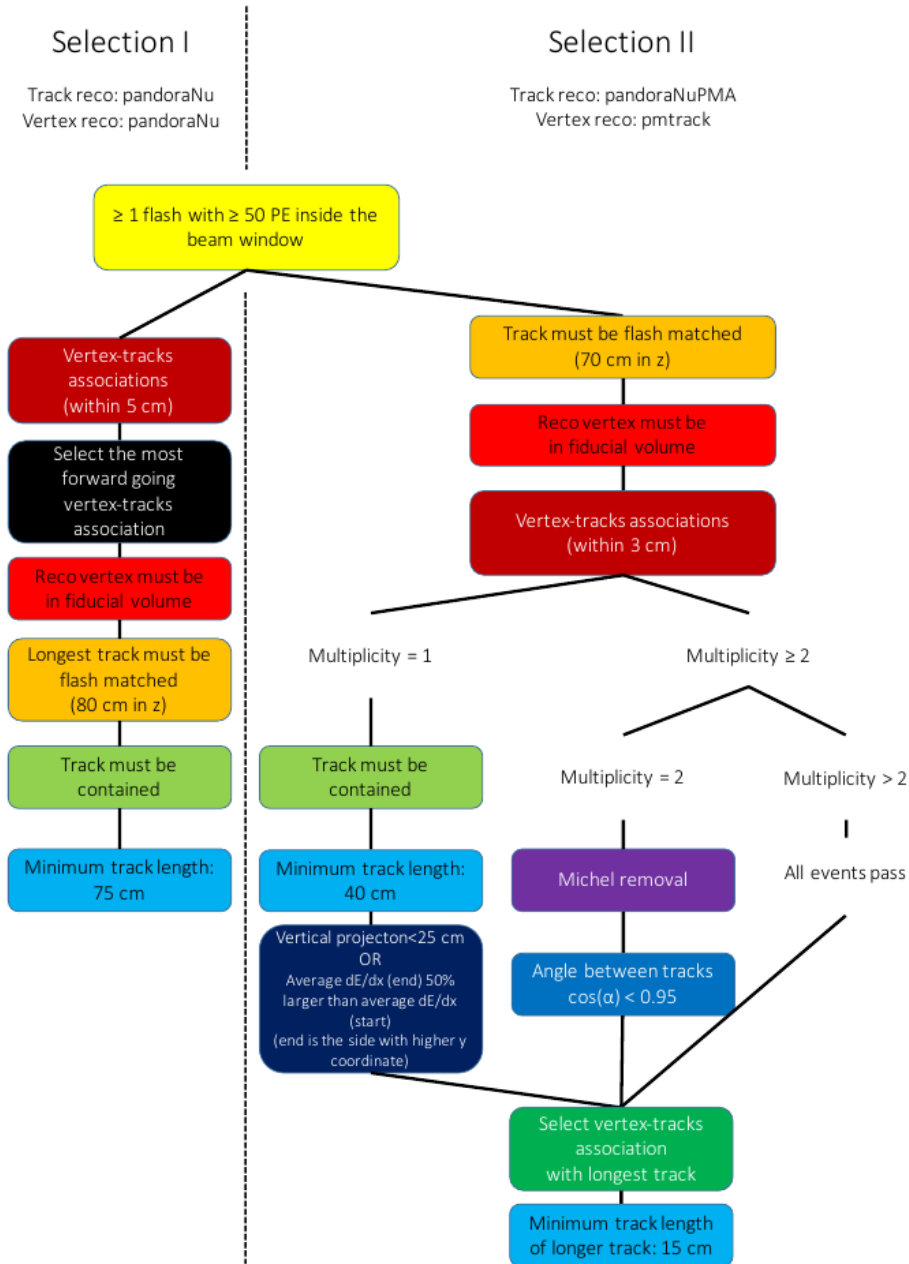 Selection I
Track reco: pandoraNu
Vertex reco: pandoraNu
Selection II
Track reco: pandoraNuPMA
Vertex reco: pmtrack
≥ 1 flash with ≥ 50 PE inside the
beam window
Vertex-tracks
associations
(within 5 cm)
Select the most
forward going
vertex-tracks
association
Reco vertex must be
in fiducial volume
Longest track must be
flash matched
(80 cm in z)
Track must be
contained
Minimum track length:
75 cm
Track must be flash matched
(70 cm in z)
Reco vertex must be
in fiducial volume
Vertex-tracks associations
(within 3 cm)
Multiplicity = 1
Multiplicity ≥ 2
Track must be
contained
Minimum track length:
40 cm
Vertical projecton<25 cm
OR
Average dE/dx (end) 50%
larger than average dE/dx
(start)
(end is the side with higher y
coordinate)
Multiplicity = 2
Multiplicity > 2
Michel removal
All events pass
Angle between tracks
cos(α) < 0.95
Select vertex-tracks
association
with longest track
Minimum track length
of longer track: 15 cm